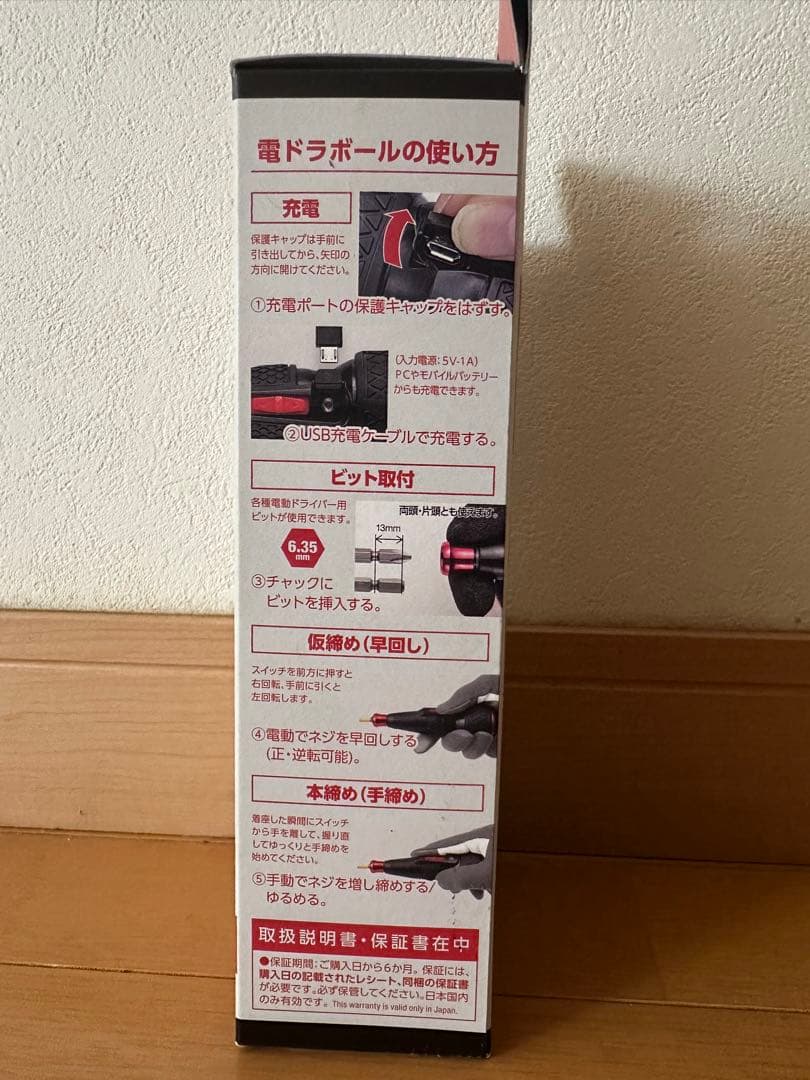 電ドラボールの使い方
充電
保護キャップは手前に
引き出してから、矢印の
方向に開けてください。
①充電ポートの保護キャップをはずす。
(入力電源:5V-1A)
PCやモバイルバッテリー
からも充電できます。
②USB充電ケーブルで充電する。
ビット取付
各種電動ドライバー用
ビットが使用できます。
両頭・片頭とも使えます。
13mm
6.35
mm
③チャックに
ビットを挿入する。
仮締め(早回し)
スイッチを前方に押すと
右回転、手前に引くと
左回転します。
④電動でネジを早回しする
(正・逆転可能)。
本締め(手締め)
着座した瞬間にスイッチ
から手を離して、握り直
してゆっくりと手締めを
始めてください。
⑤手動でネジを増し締めする/
ゆるめる。
取扱説明書・保証書在中
●保証期間:ご購入日から6か月。保証には、
購入日の記載されたレシート、同梱の保証書
が必要です。必ず保管してください。日本国内
のみ有効です。This warranty is valid only in Japan.